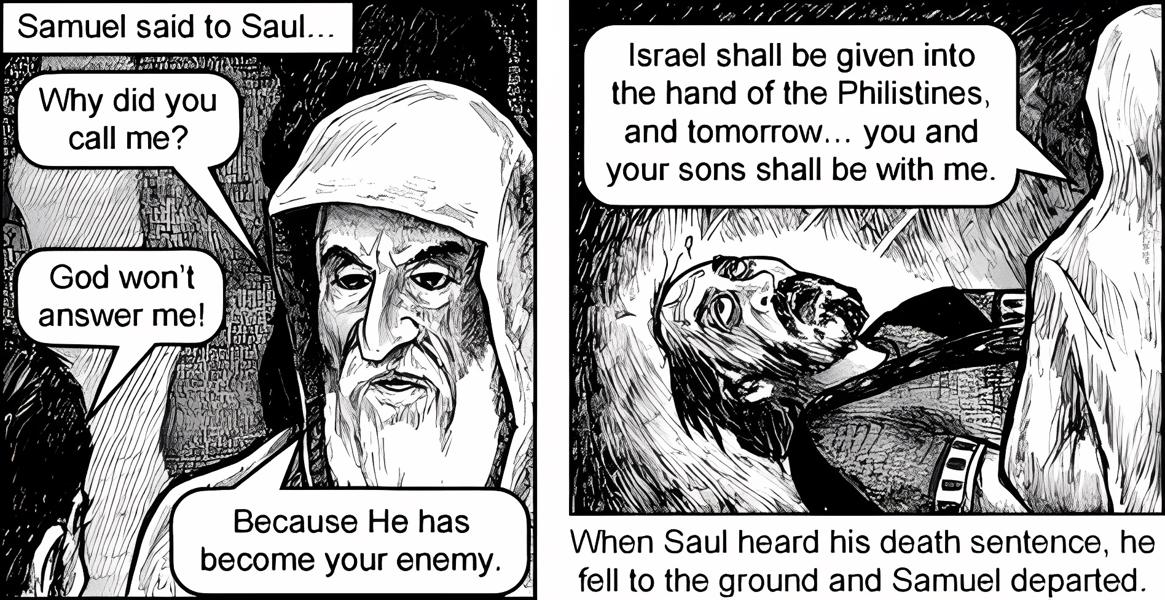 Samuel said to Saul...
Why did you
call me?
God won't
answer me!
Because He has
become your enemy.
Israel shall be given into
the hand of the Philistines,
and tomorrow... you and
your sons shall be with me.
When Saul heard his death sentence, he
fell to the ground and Samuel departed.